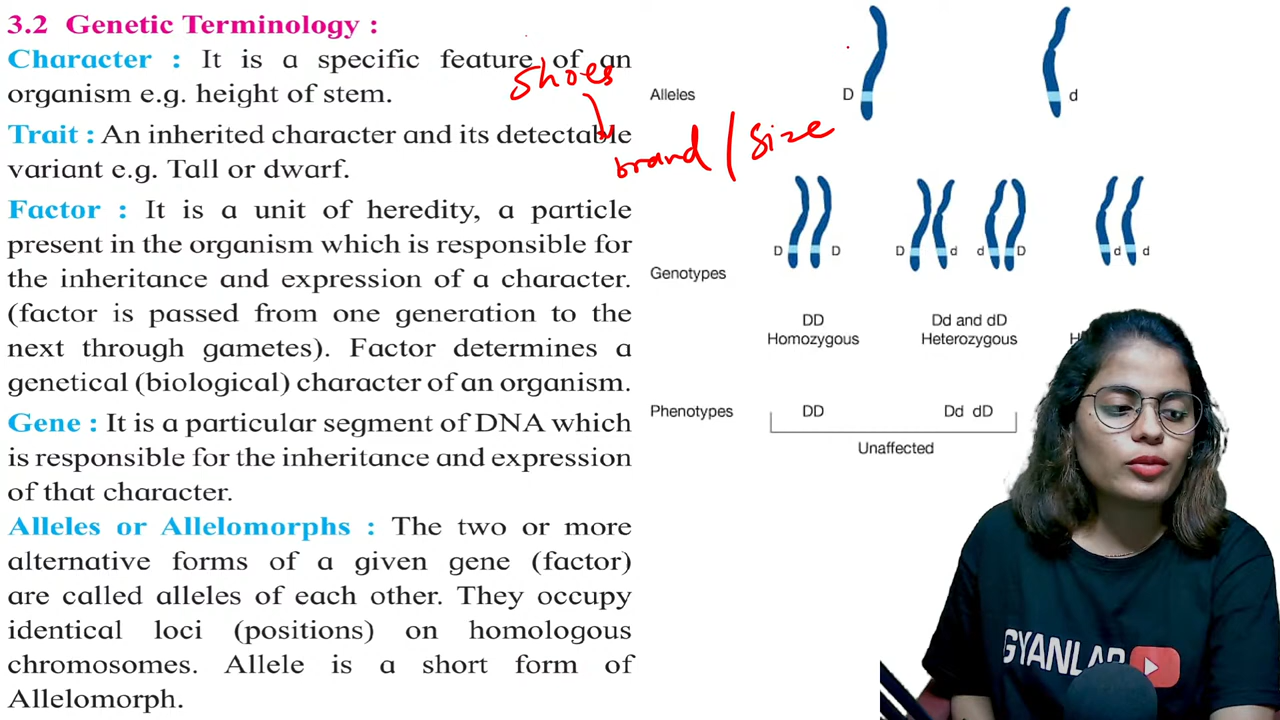 3.2 Genetic Terminology :
Character : It is a specific feature of an
organism e.g. height of stem.
Trait : An inherited character and its detectable
variant e.g. Tall or dwarf.
Factor : It is a unit of heredity, a particle
present in the organism which is responsible for
the inheritance and expression of a character.
(factor is passed from one generation to the
next through gametes). Factor determines a
genetical (biological) character of an organism.
Gene : It is a particular segment of DNA which
is responsible for the inheritance and expression
of that character.
Alleles or Allelomorphs : The two or more
alternative forms of a given gene (factor)
are called alleles of each other. They occupy
identical loci (positions) on homologous
chromosomes. Allele is a short form of
Allelomorph.
Shoes
brand / Size
Alleles D d
Genotypes D D D d d D d d
DD Dd and dD
Homozygous Heterozygous
Phenotypes DD Dd dD
Unaffected
GYANLAB